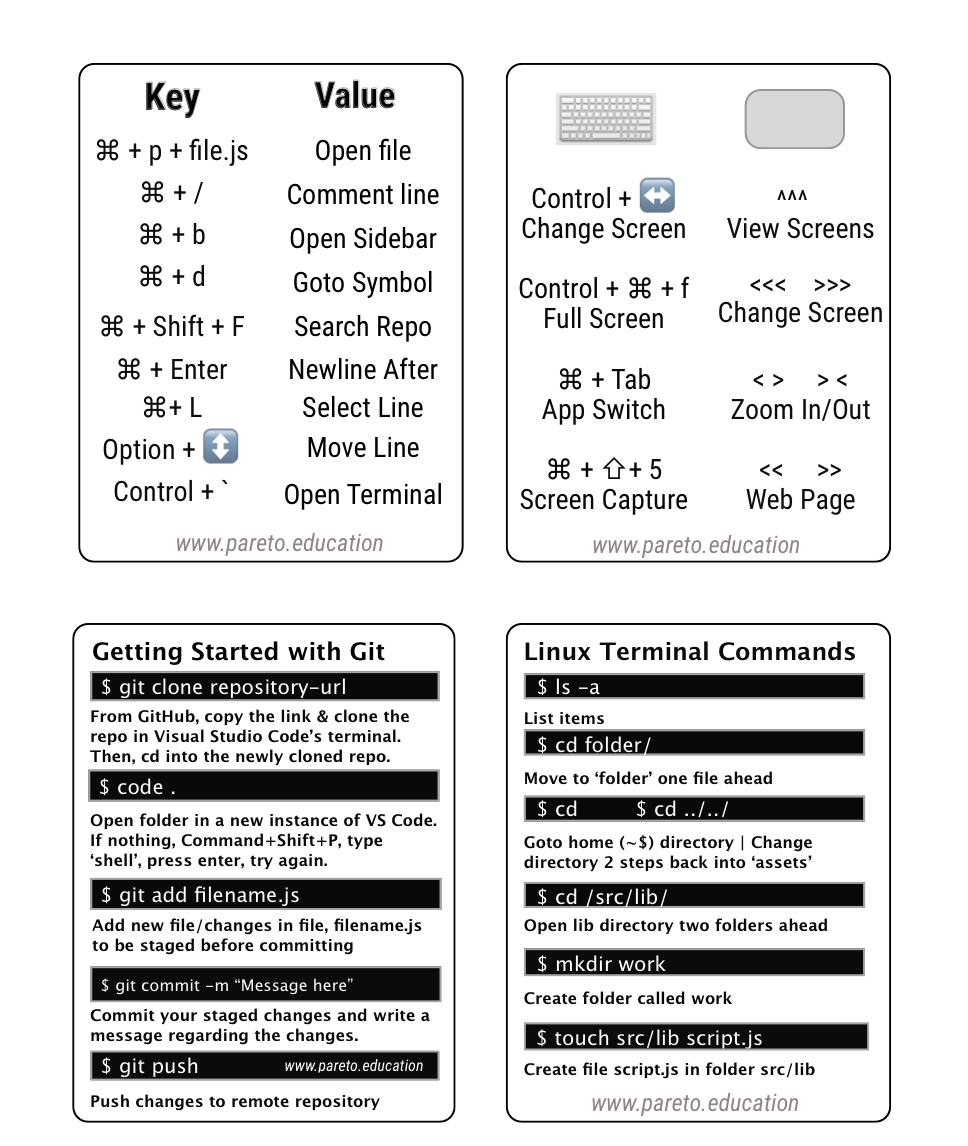 Key Value
⌘ + p + file.js Open file
⌘ + / Comment line
⌘ + b Open Sidebar
⌘ + d Goto Symbol
⌘ + Shift + F Search Repo
⌘ + Enter Newline After
⌘+ L Select Line
Option + ↕ Move Line
Control + ` Open Terminal
www.pareto.education
Control + ↔
Change Screen
Control + ⌘ + f
Full Screen
⌘ + Tab
App Switch
⌘ + ⇧+ 5
Screen Capture
^^^
View Screens
<<< >>>
Change Screen
< > > <
Zoom In/Out
<< >>
Web Page
www.pareto.education
Getting Started with Git
$ git clone repository-url
From GitHub, copy the link & clone the
repo in Visual Studio Code’s terminal.
Then, cd into the newly cloned repo.
$ code .
Open folder in a new instance of VS Code.
If nothing, Command+Shift+P, type
‘shell’, press enter, try again.
$ git add filename.js
Add new file/changes in file, filename.js
to be staged before committing
$ git commit -m “Message here”
Commit your staged changes and write a
message regarding the changes.
$ git push www.pareto.education
Push changes to remote repository
Linux Terminal Commands
$ ls -a
List items
$ cd folder/
Move to ‘folder’ one file ahead
$ cd $ cd ../../
Goto home (~$) directory | Change
directory 2 steps back into ‘assets’
$ cd /src/lib/
Open lib directory two folders ahead
$ mkdir work
Create folder called work
$ touch src/lib script.js
Create file script.js in folder src/lib
www.pareto.education